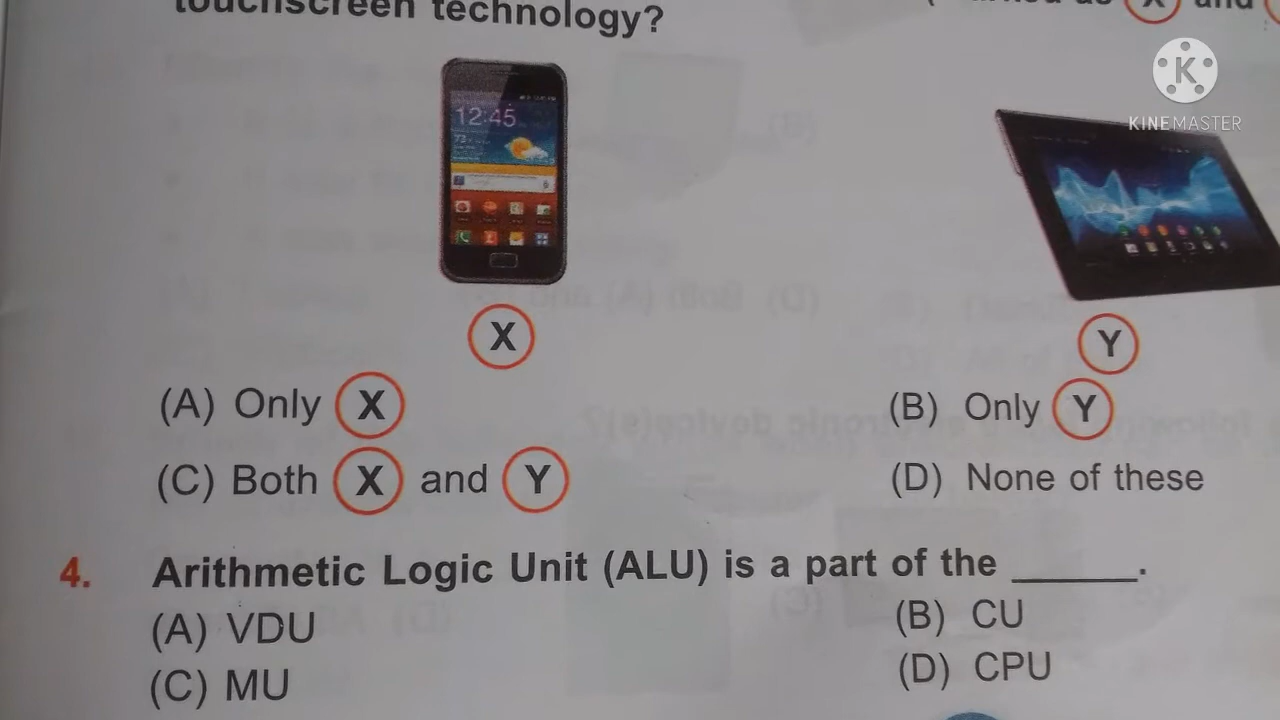 touchscreen technology?
and
KINEMASTER
K
12:45
X
Y
(A) Only X
(B) Only Y
(C) Both X and Y
(D) None of these
4. Arithmetic Logic Unit (ALU) is a part of the ______.
(A) VDU
(B) CU
(C) MU
(D) CPU